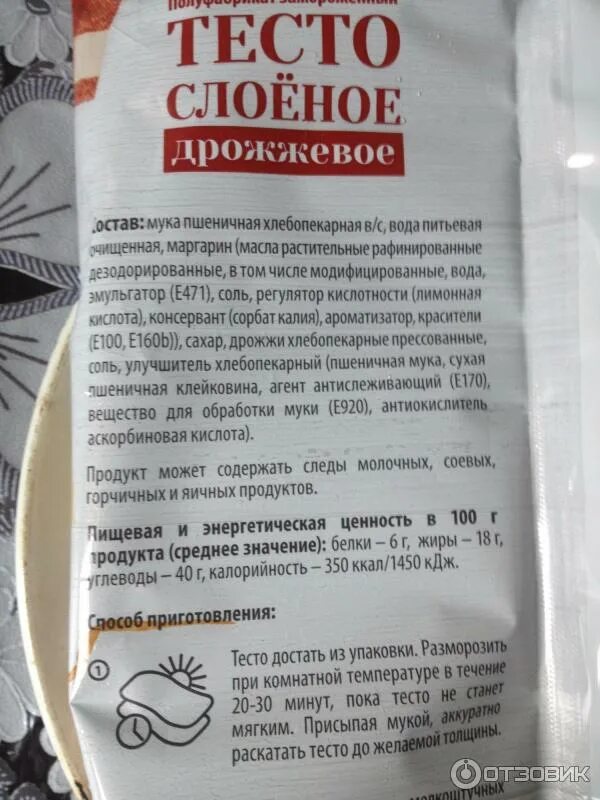 Полуфабрикат замороженный
ТЕСТО
СЛОЁНОЕ
дрожжевое
Состав: мука пшеничная хлебопекарная в/с, вода питьевая
очищенная, маргарин (масла растительные рафинированные
дезодорированные, в том числе модифицированные, вода,
эмульгатор (Е471), соль, регулятор кислотности (лимонная
кислота), консервант (сорбат калия), ароматизатор, красители
(Е100, Е160b)), сахар, дрожжи хлебопекарные прессованные,
соль, улучшитель хлебопекарный (пшеничная мука, сухая
пшеничная клейковина, агент антислеживающий (Е170),
вещество для обработки муки (Е920), антиокислитель
аскорбиновая кислота).
Продукт может содержать следы молочных, соевых,
горчичных и яичных продуктов.
Пищевая и энергетическая ценность в 100 г
продукта (среднее значение): белки – 6 г, жиры – 18 г,
углеводы – 40 г, калорийность – 350 ккал/1450 кДж.
Способ приготовления:
1
Тесто достать из упаковки. Разморозить
при комнатной температуре в течение
20-30 минут, пока тесто не станет
мягким. Присыпая мукой, аккуратно
раскатать тесто до желаемой толщины.
мелкоштучных
ОТЗОВИК